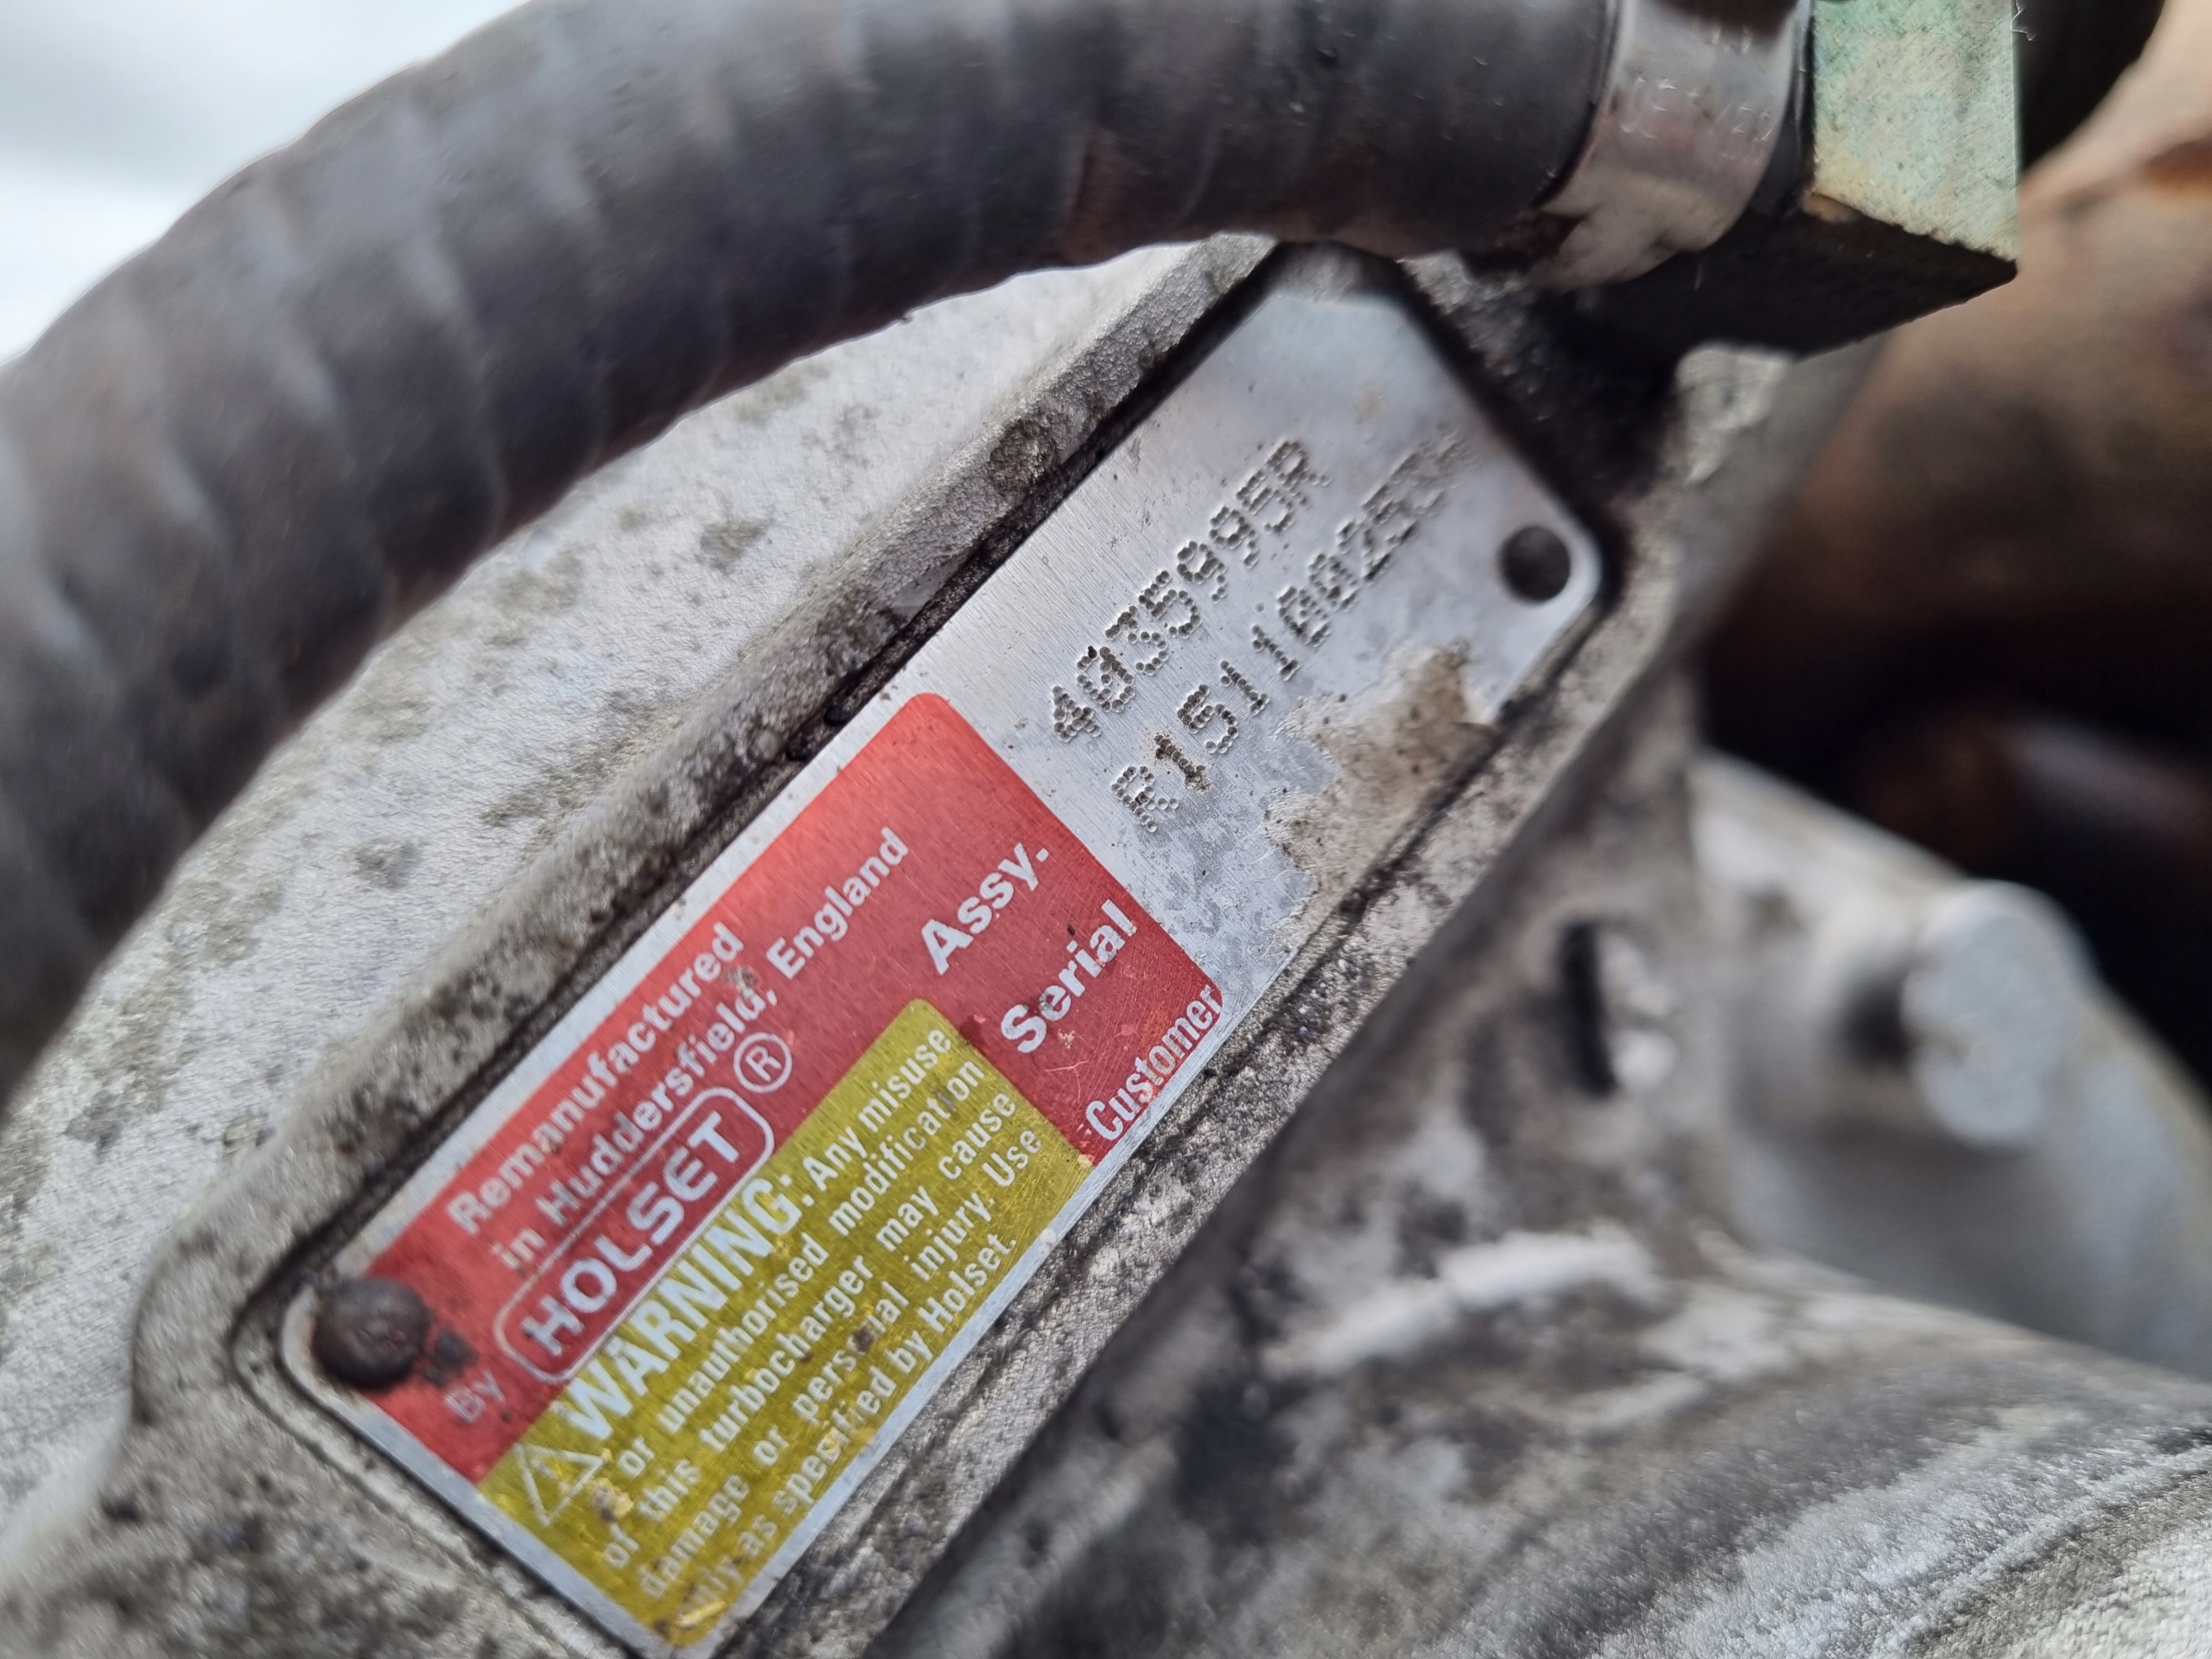 Remanufactured
in Huddersfield, England
By HOLSET ®
Assy. 4035995R
Serial
Customer
WARNING: Any misuse
or unauthorised modification
of this turbocharger may cause
damage or personal injury. Use
only as specified by Holset.